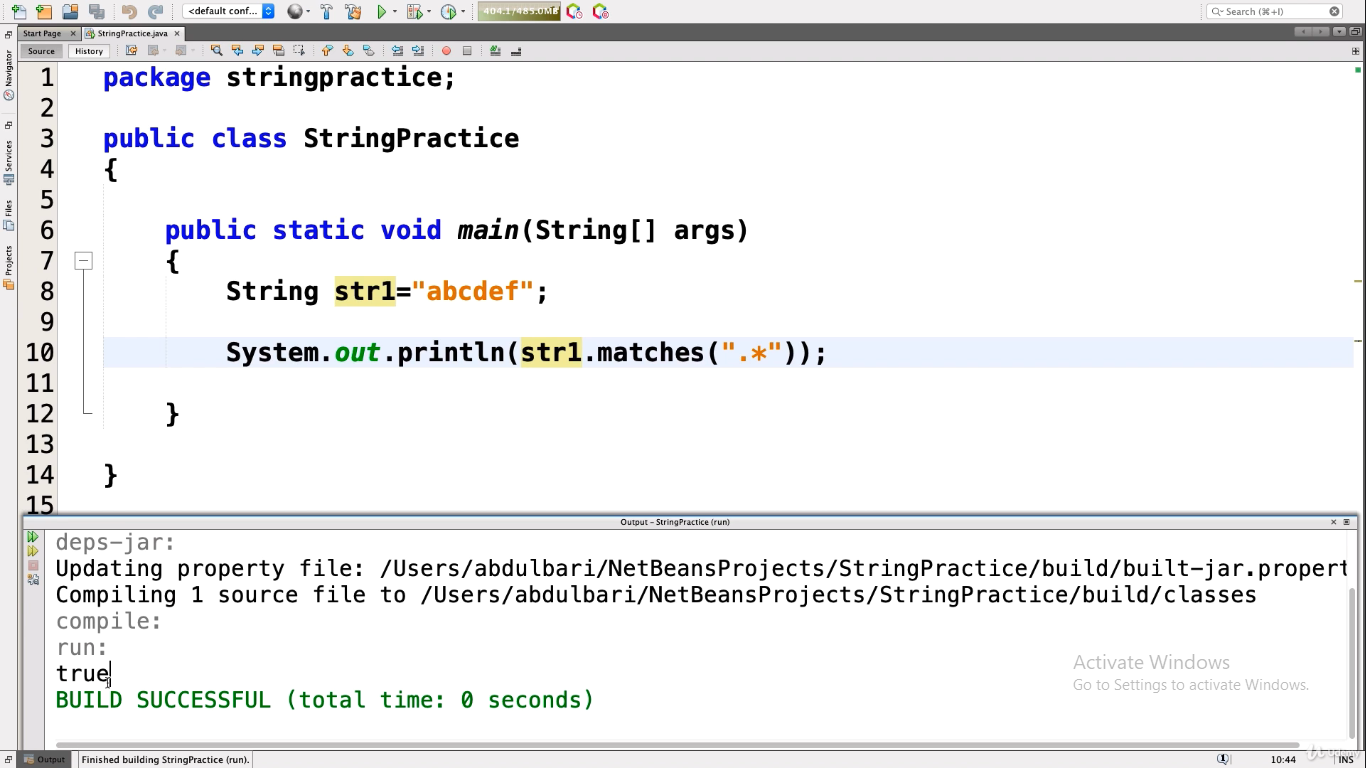 <default conf...
404.1/485.0MB
Search (⌘+I)
Start Page
StringPractice.java
Source
History
Navigator
Services
Files
Projects
1 package stringpractice;
2
3 public class StringPractice
4 {
5
6 public static void main(String[] args)
7 {
8 String str1="abcdef";
9
10 System.out.println(str1.matches(".*"));
11
12 }
13
14 }
15
Output - StringPractice (run)
deps-jar:
Updating property file: /Users/abdulbari/NetBeansProjects/StringPractice/build/built-jar.propert
Compiling 1 source file to /Users/abdulbari/NetBeansProjects/StringPractice/build/classes
compile:
run:
true
BUILD SUCCESSFUL (total time: 0 seconds)
Activate Windows
Go to Settings to activate Windows.
Output
Finished building StringPractice (run).
1
10:44
INS
Udemy